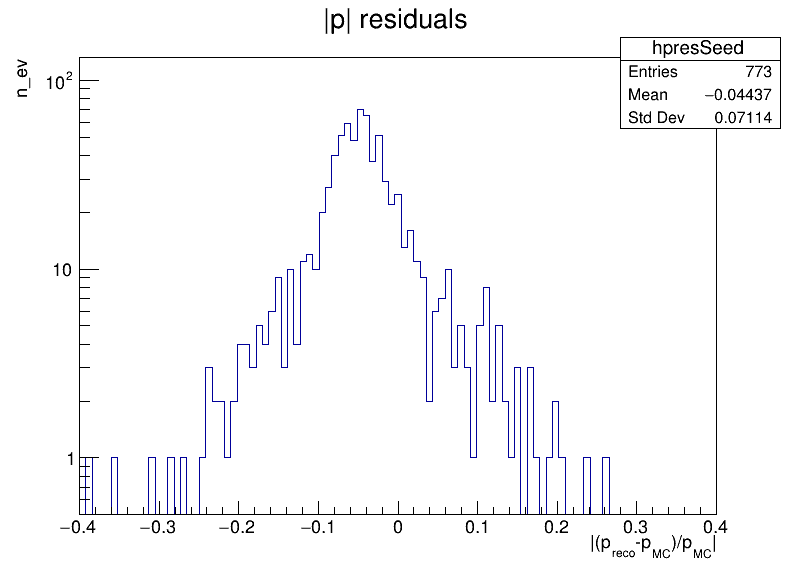 |p| residuals
hpresSeed
Entries 773
Mean −0.04437
Std Dev 0.07114
n_ev
10²
10
1
−0.4 −0.3 −0.2 −0.1 0 0.1 0.2 0.3 0.4
|(p_reco-p_MC)/p_MC|